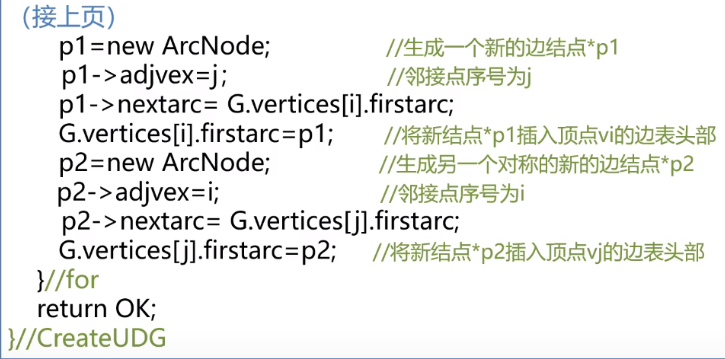 （接上页）
p1=new ArcNode; //生成一个新的边结点*p1
p1->adjvex=j; //邻接点序号为j
p1->nextarc= G.vertices[i].firstarc;
G.vertices[i].firstarc=p1; //将新结点*p1插入顶点vi的边表头部
p2=new ArcNode; //生成另一个对称的新的边结点*p2
p2->adjvex=i; //邻接点序号为i
p2->nextarc= G.vertices[j].firstarc;
G.vertices[j].firstarc=p2; //将新结点*p2插入顶点vj的边表头部
}//for
return OK;
}//CreateUDG